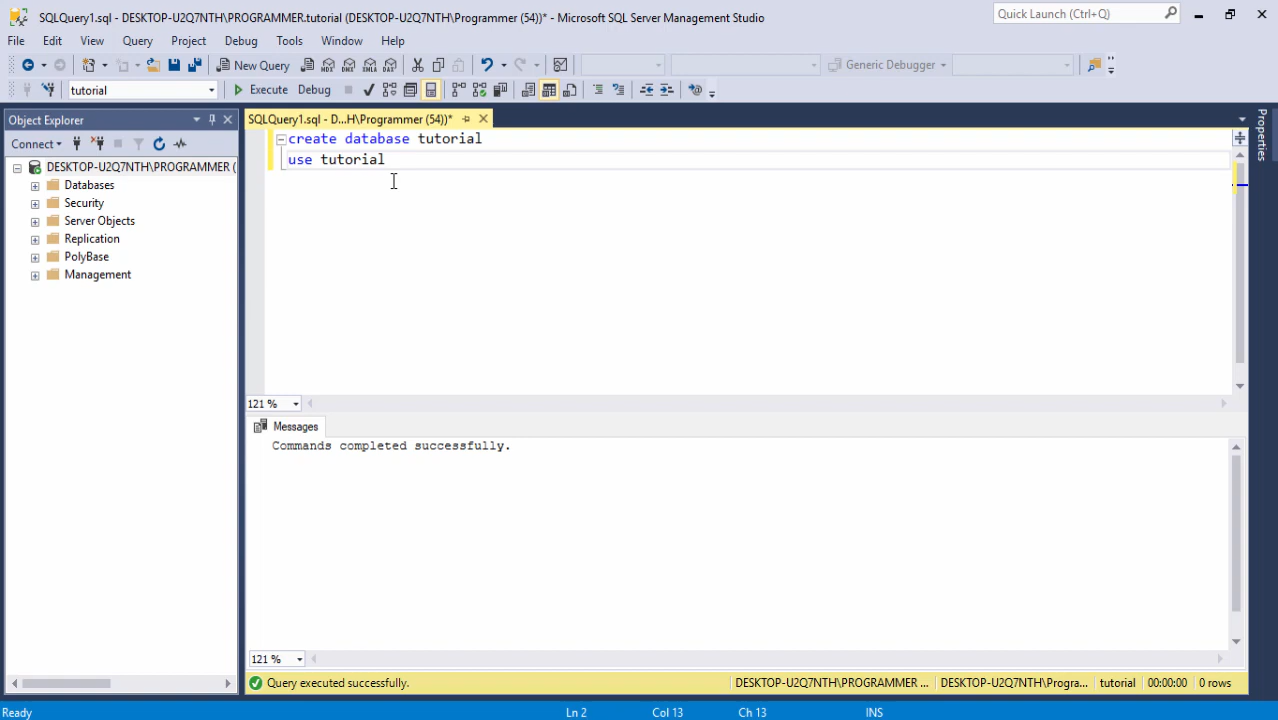 SQLQuery1.sql - DESKTOP-U2Q7NTH\PROGRAMMER.tutorial (DESKTOP-U2Q7NTH\Programmer (54))* - Microsoft SQL Server Management Studio
Quick Launch (Ctrl+Q)
File Edit View Query Project Debug Tools Window Help
New Query
MDX DMX XMLA DAX
Generic Debugger
tutorial
Execute Debug
Object Explorer
SQLQuery1.sql - D...H\Programmer (54))*
Properties
Connect
create database tutorial
use tutorial
DESKTOP-U2Q7NTH\PROGRAMMER (
Databases
Security
Server Objects
Replication
PolyBase
Management
121 %
Messages
Commands completed successfully.
121 %
Query executed successfully.
DESKTOP-U2Q7NTH\PROGRAMMER ... DESKTOP-U2Q7NTH\Progra... tutorial 00:00:00 0 rows
Ready Ln 2 Col 13 Ch 13 INS